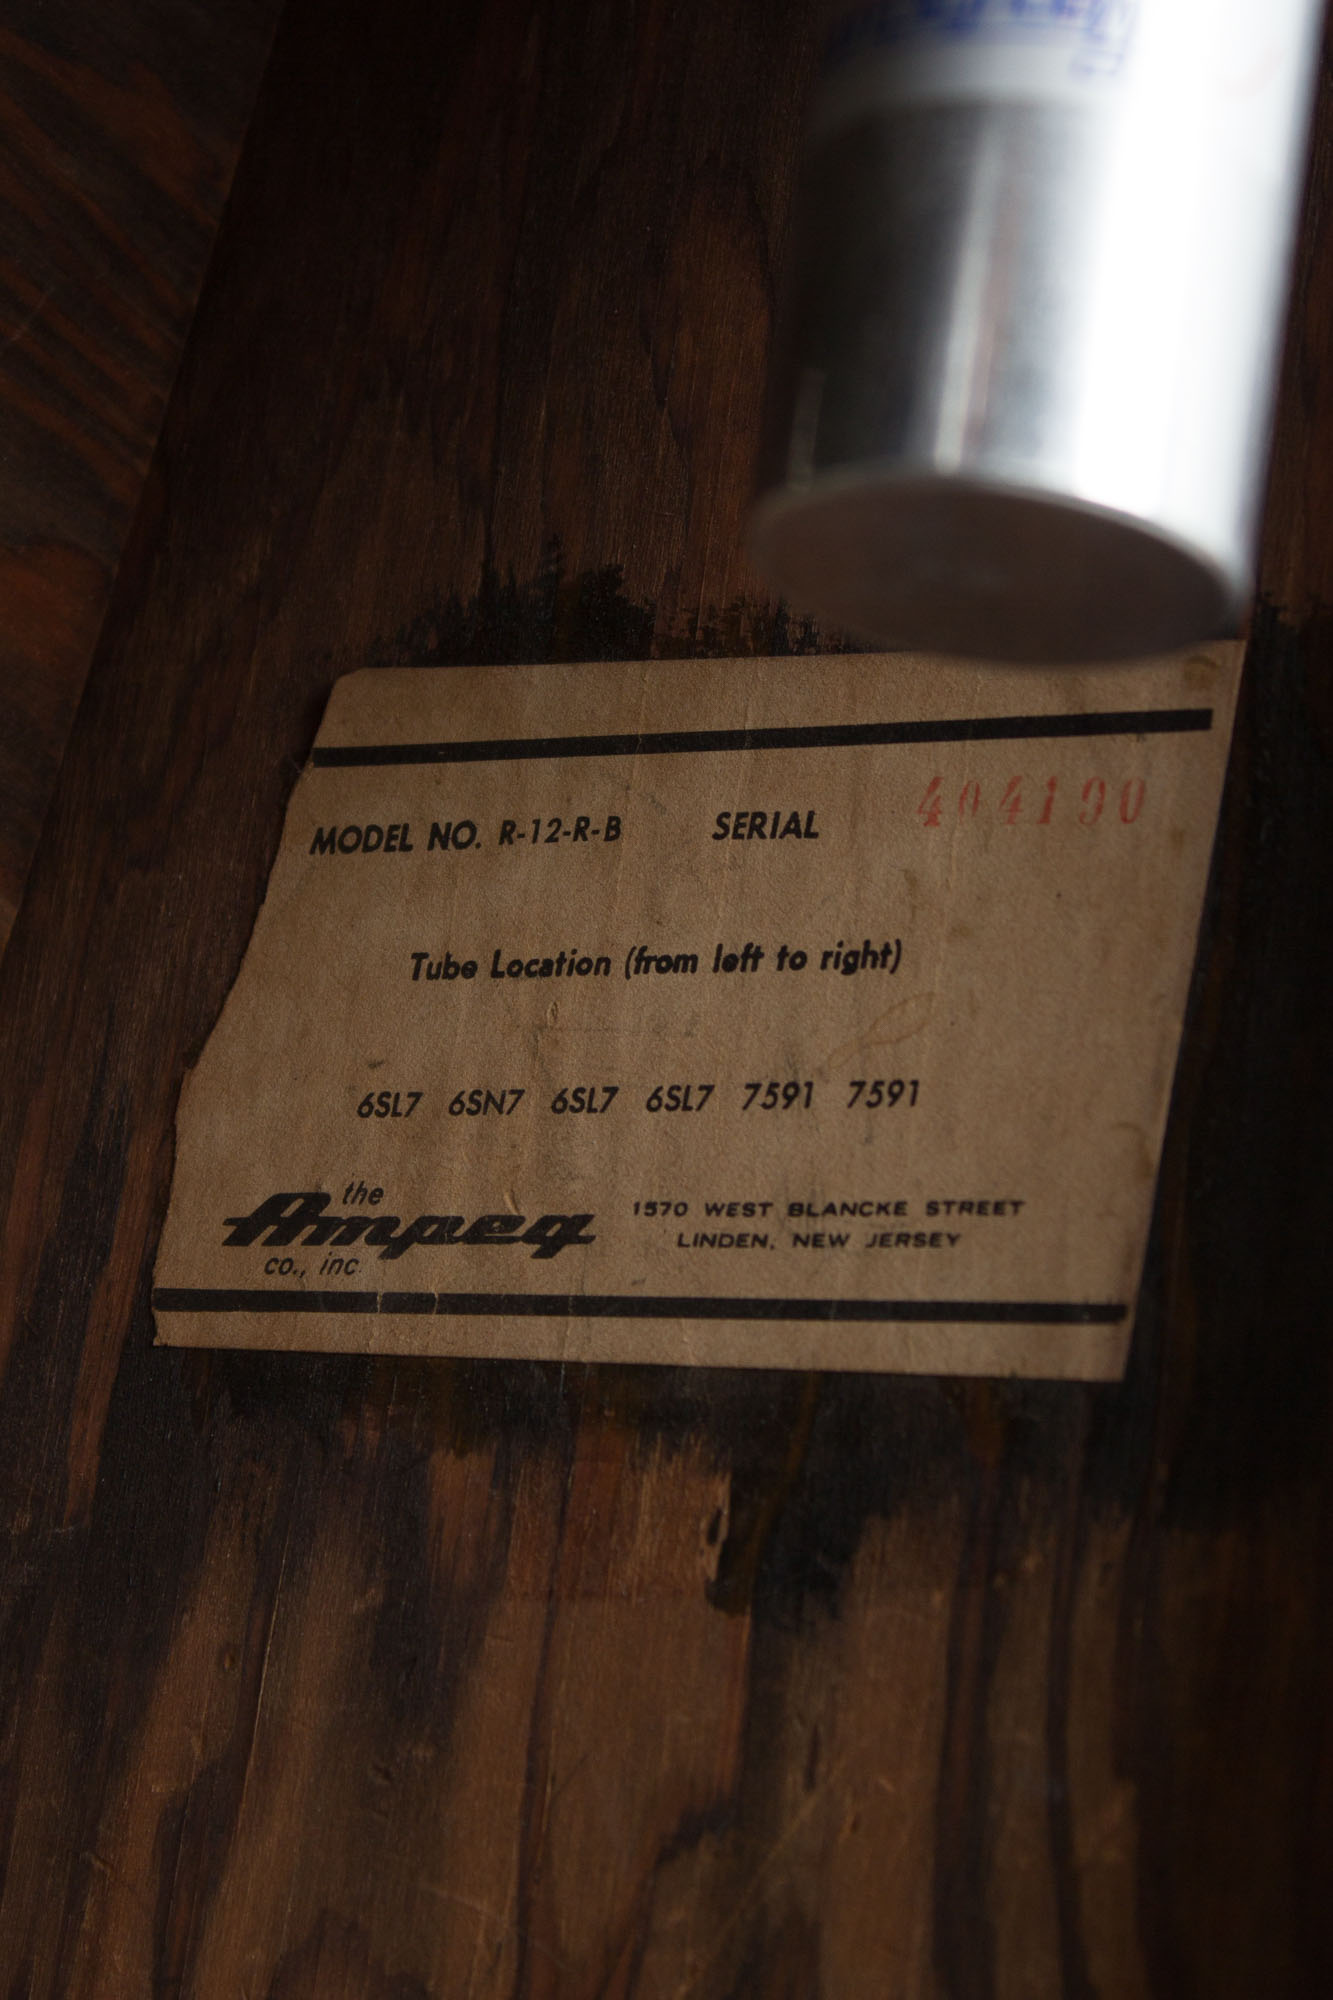 MODEL NO. R-12-R-B SERIAL 404190
Tube Location (from left to right)
6SL7 6SN7 6SL7 6SL7 7591 7591
the
Ampeg
co., inc.
1570 WEST BLANCKE STREET
LINDEN, NEW JERSEY